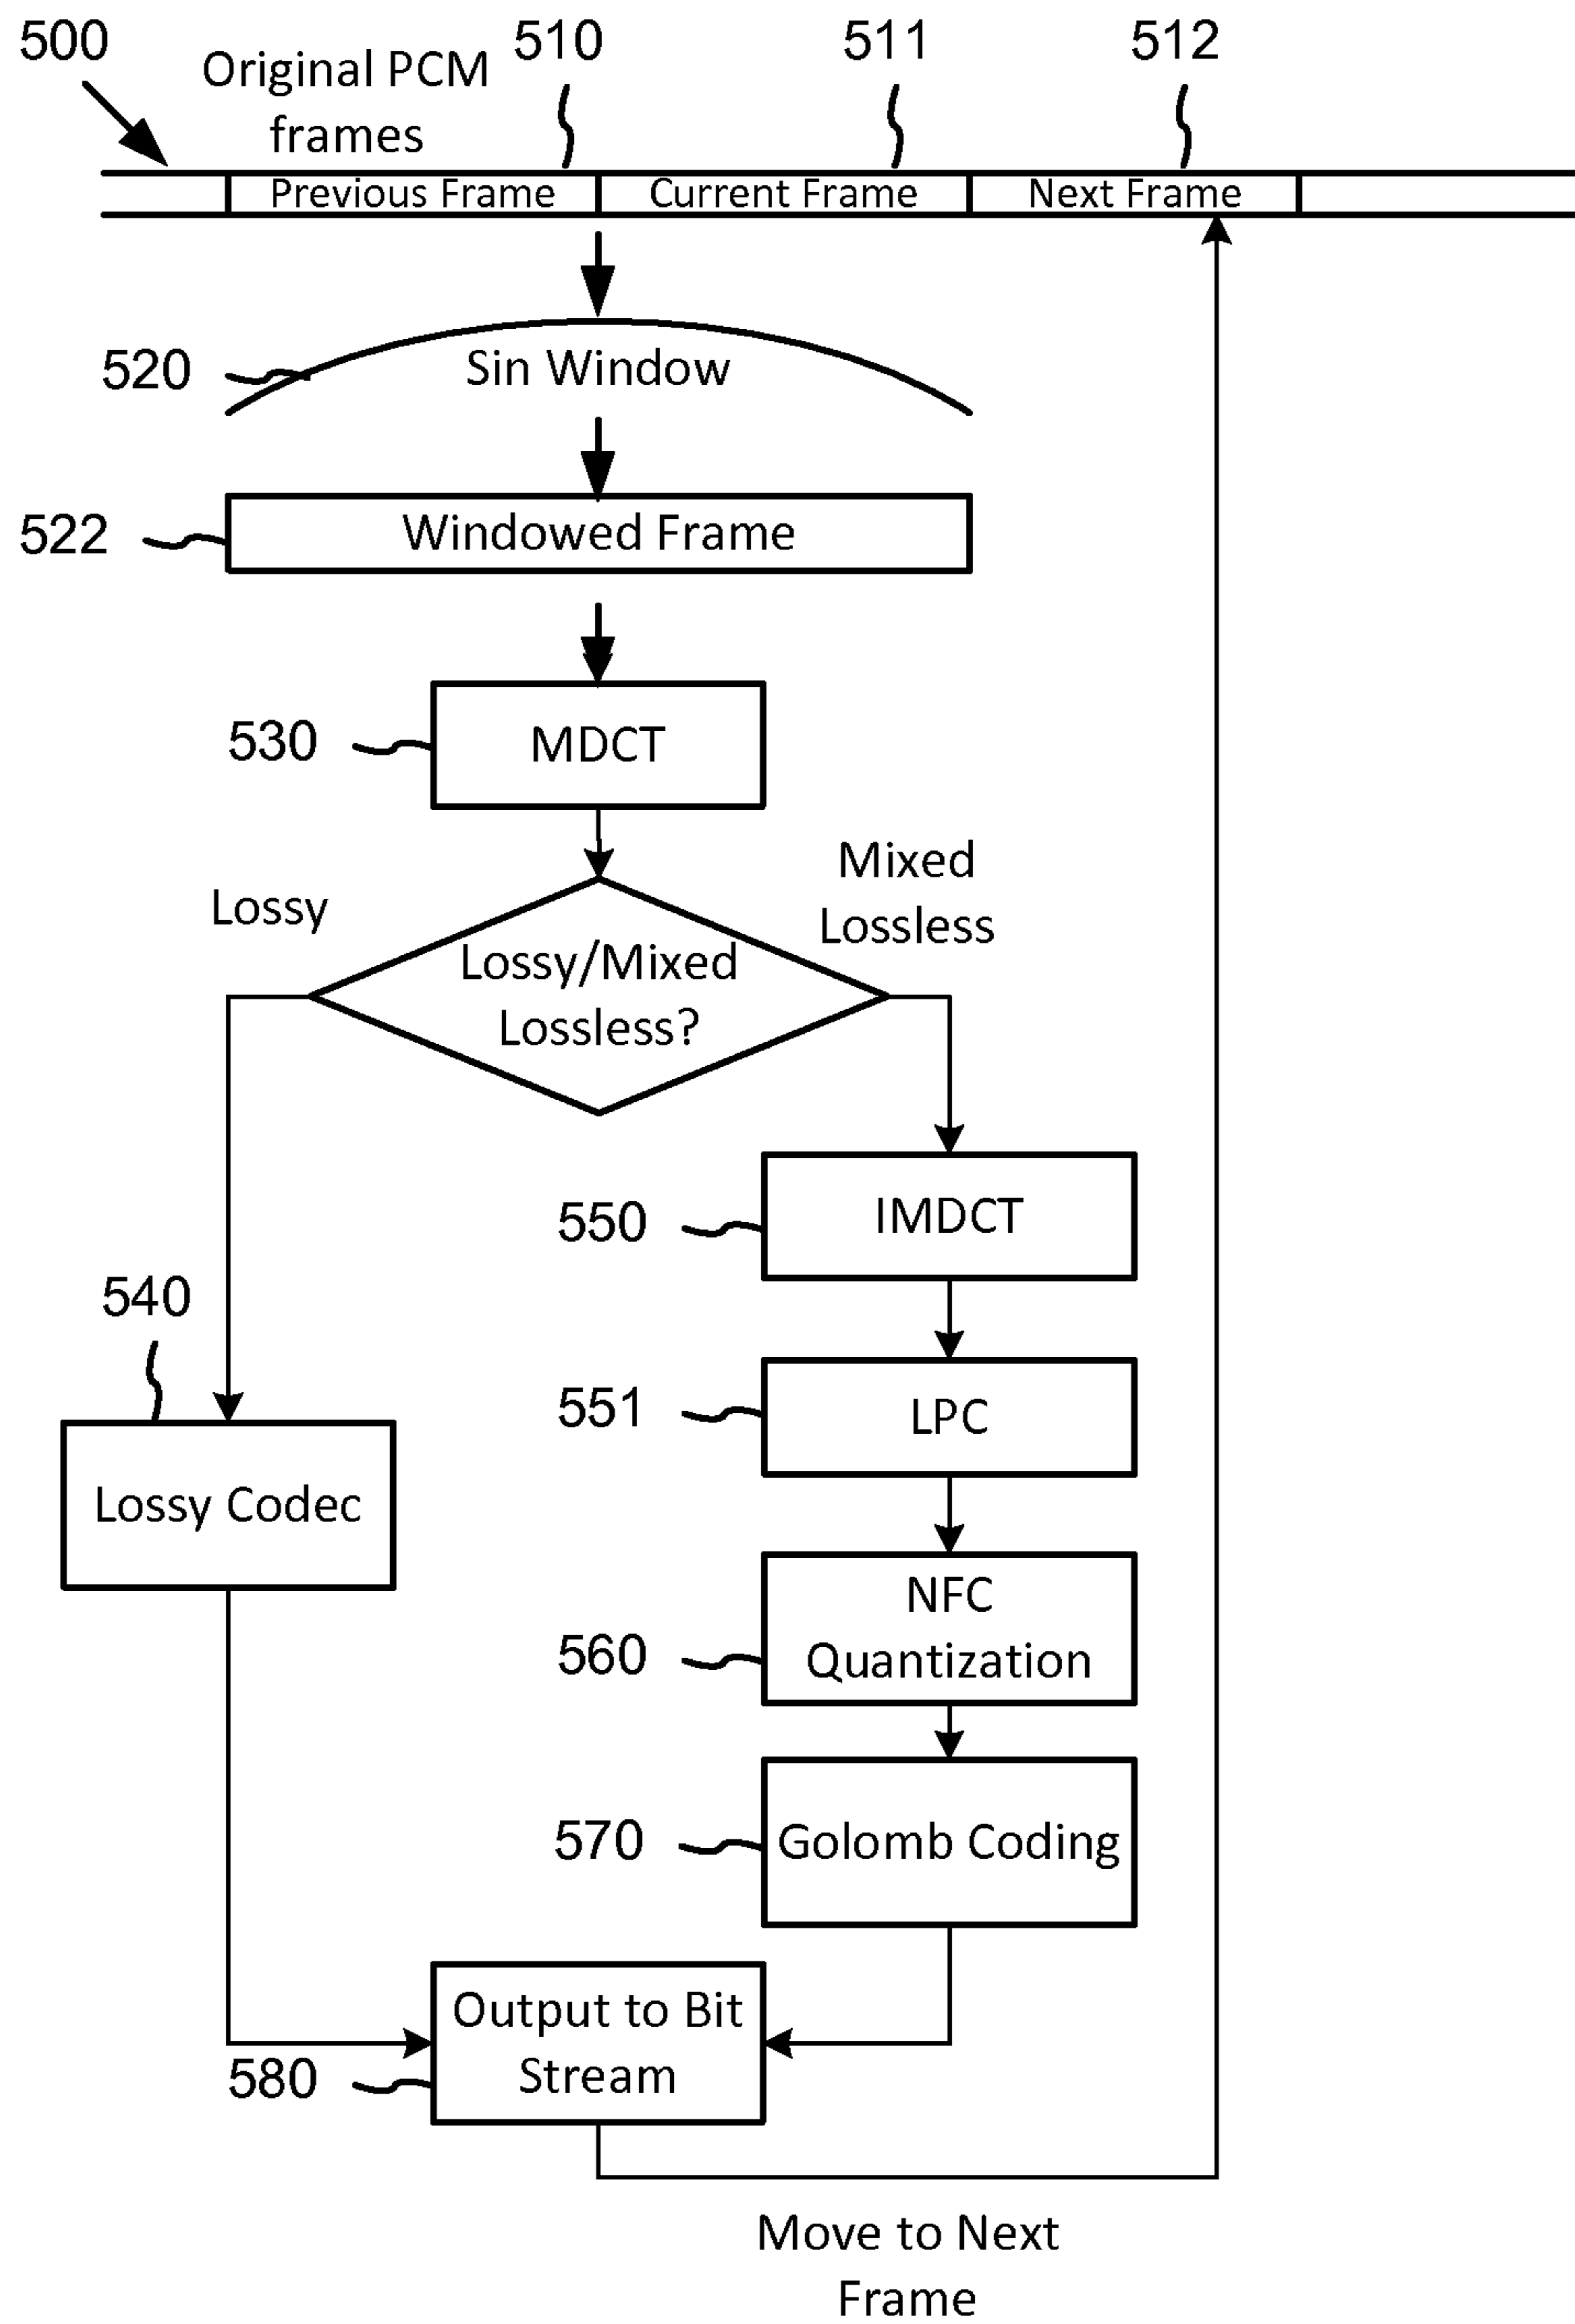 500
Original PCM
frames
510
511
512
Previous Frame
Current Frame
Next Frame
520
Sin Window
522
Windowed Frame
530
MDCT
Lossy
Mixed
Lossless
Lossy/Mixed
Lossless?
550
IMDCT
540
551
LPC
Lossy Codec
NFC
Quantization
560
570
Golomb Coding
Output to Bit
Stream
580
Move to Next
Frame